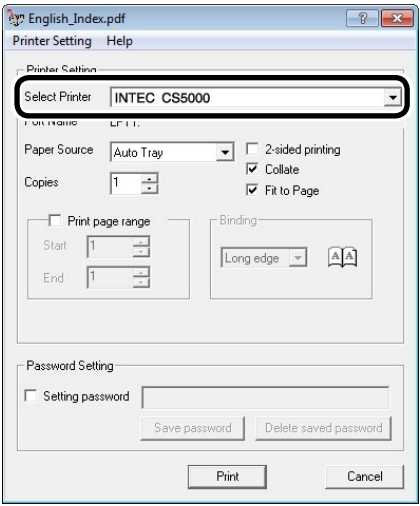 English_Index.pdf
Printer Setting Help
Printer Setting
Select Printer INTEC CS5000
Port Name LPT1:
Paper Source Auto Tray 2-sided printing
Collate
Copies 1 Fit to Page
Print page range Binding
Start 1 Long edge A A
End 1
Password Setting
Setting password
Save password Delete saved password
Print Cancel